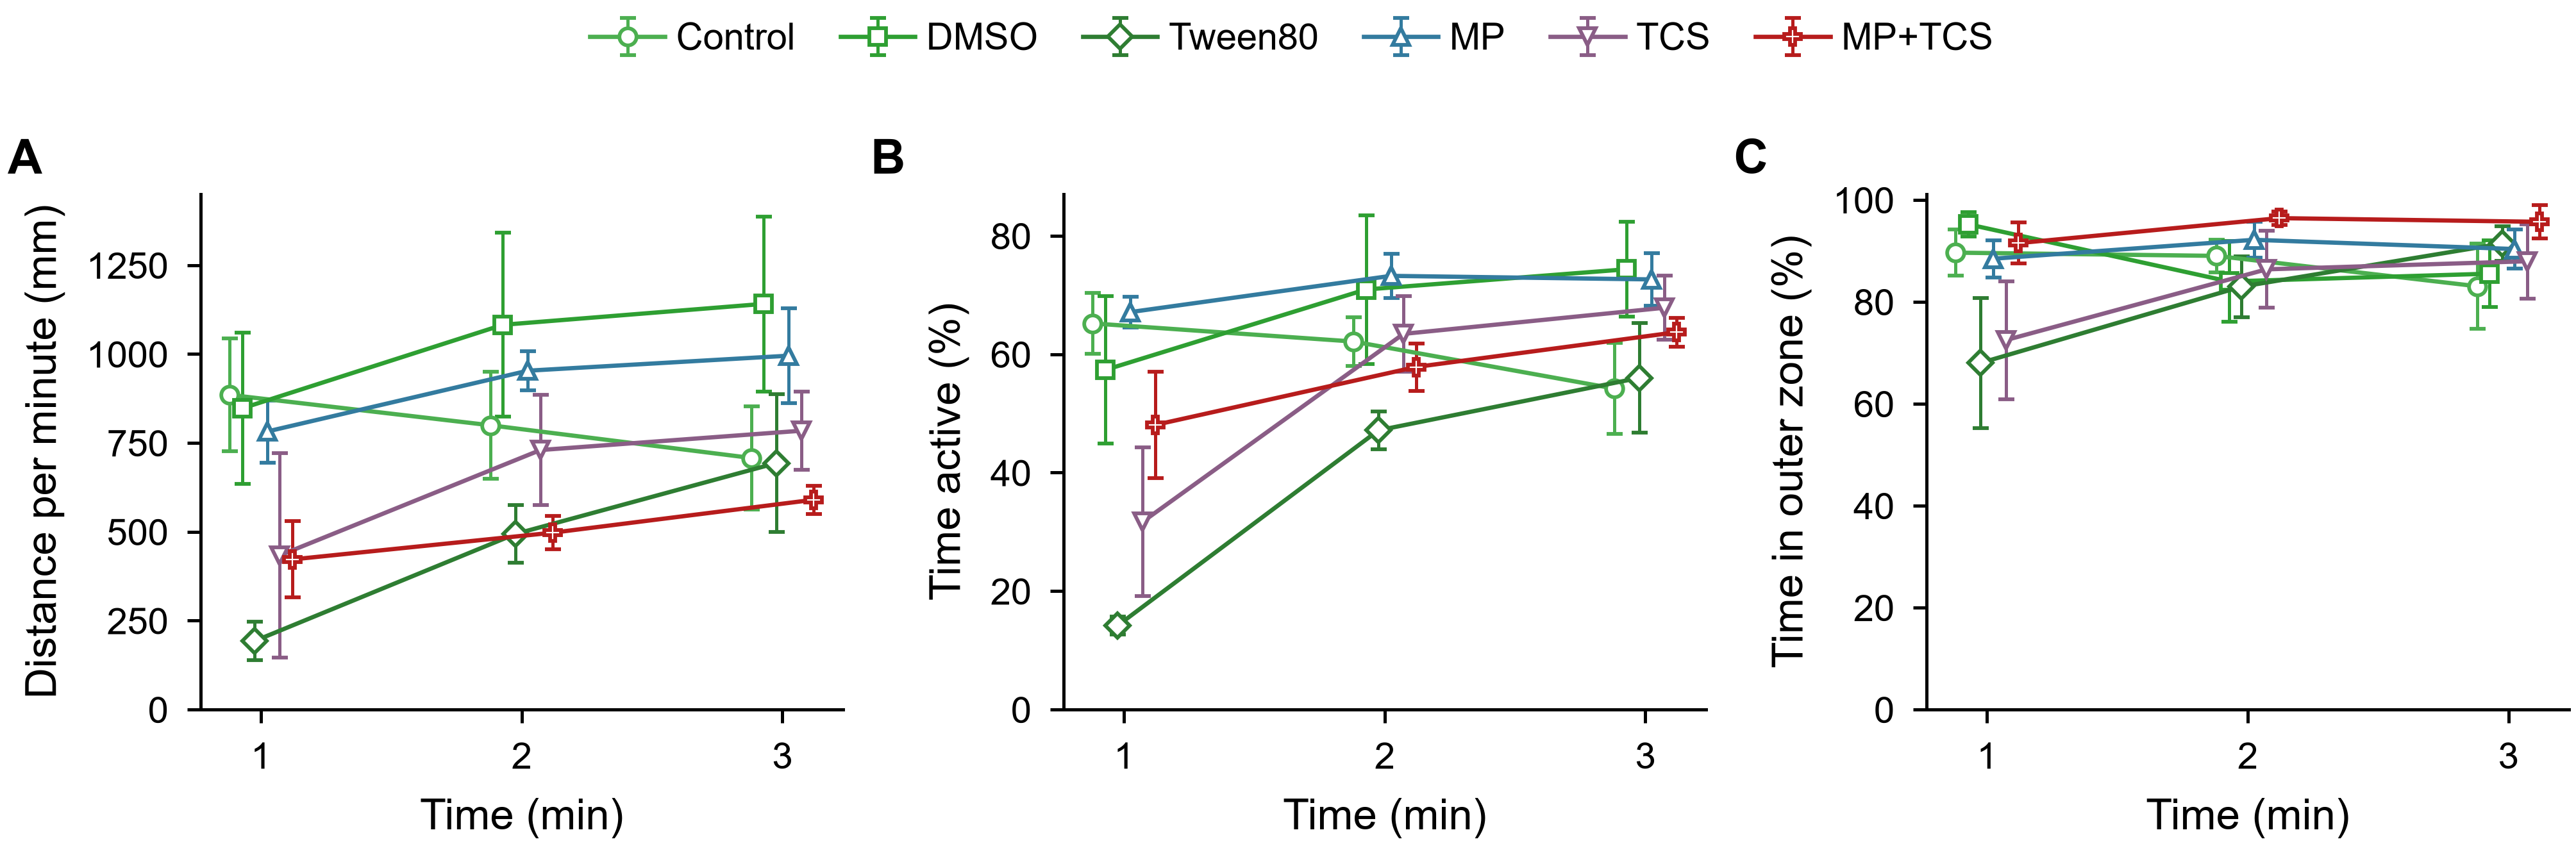 Control DMSO Tween80 MP TCS MP+TCS
A
Distance per minute (mm)
1250
1000
750
500
250
0
1 2 3
Time (min)
B
Time active (%)
80
60
40
20
0
1 2 3
Time (min)
C
Time in outer zone (%)
100
80
60
40
20
0
1 2 3
Time (min)